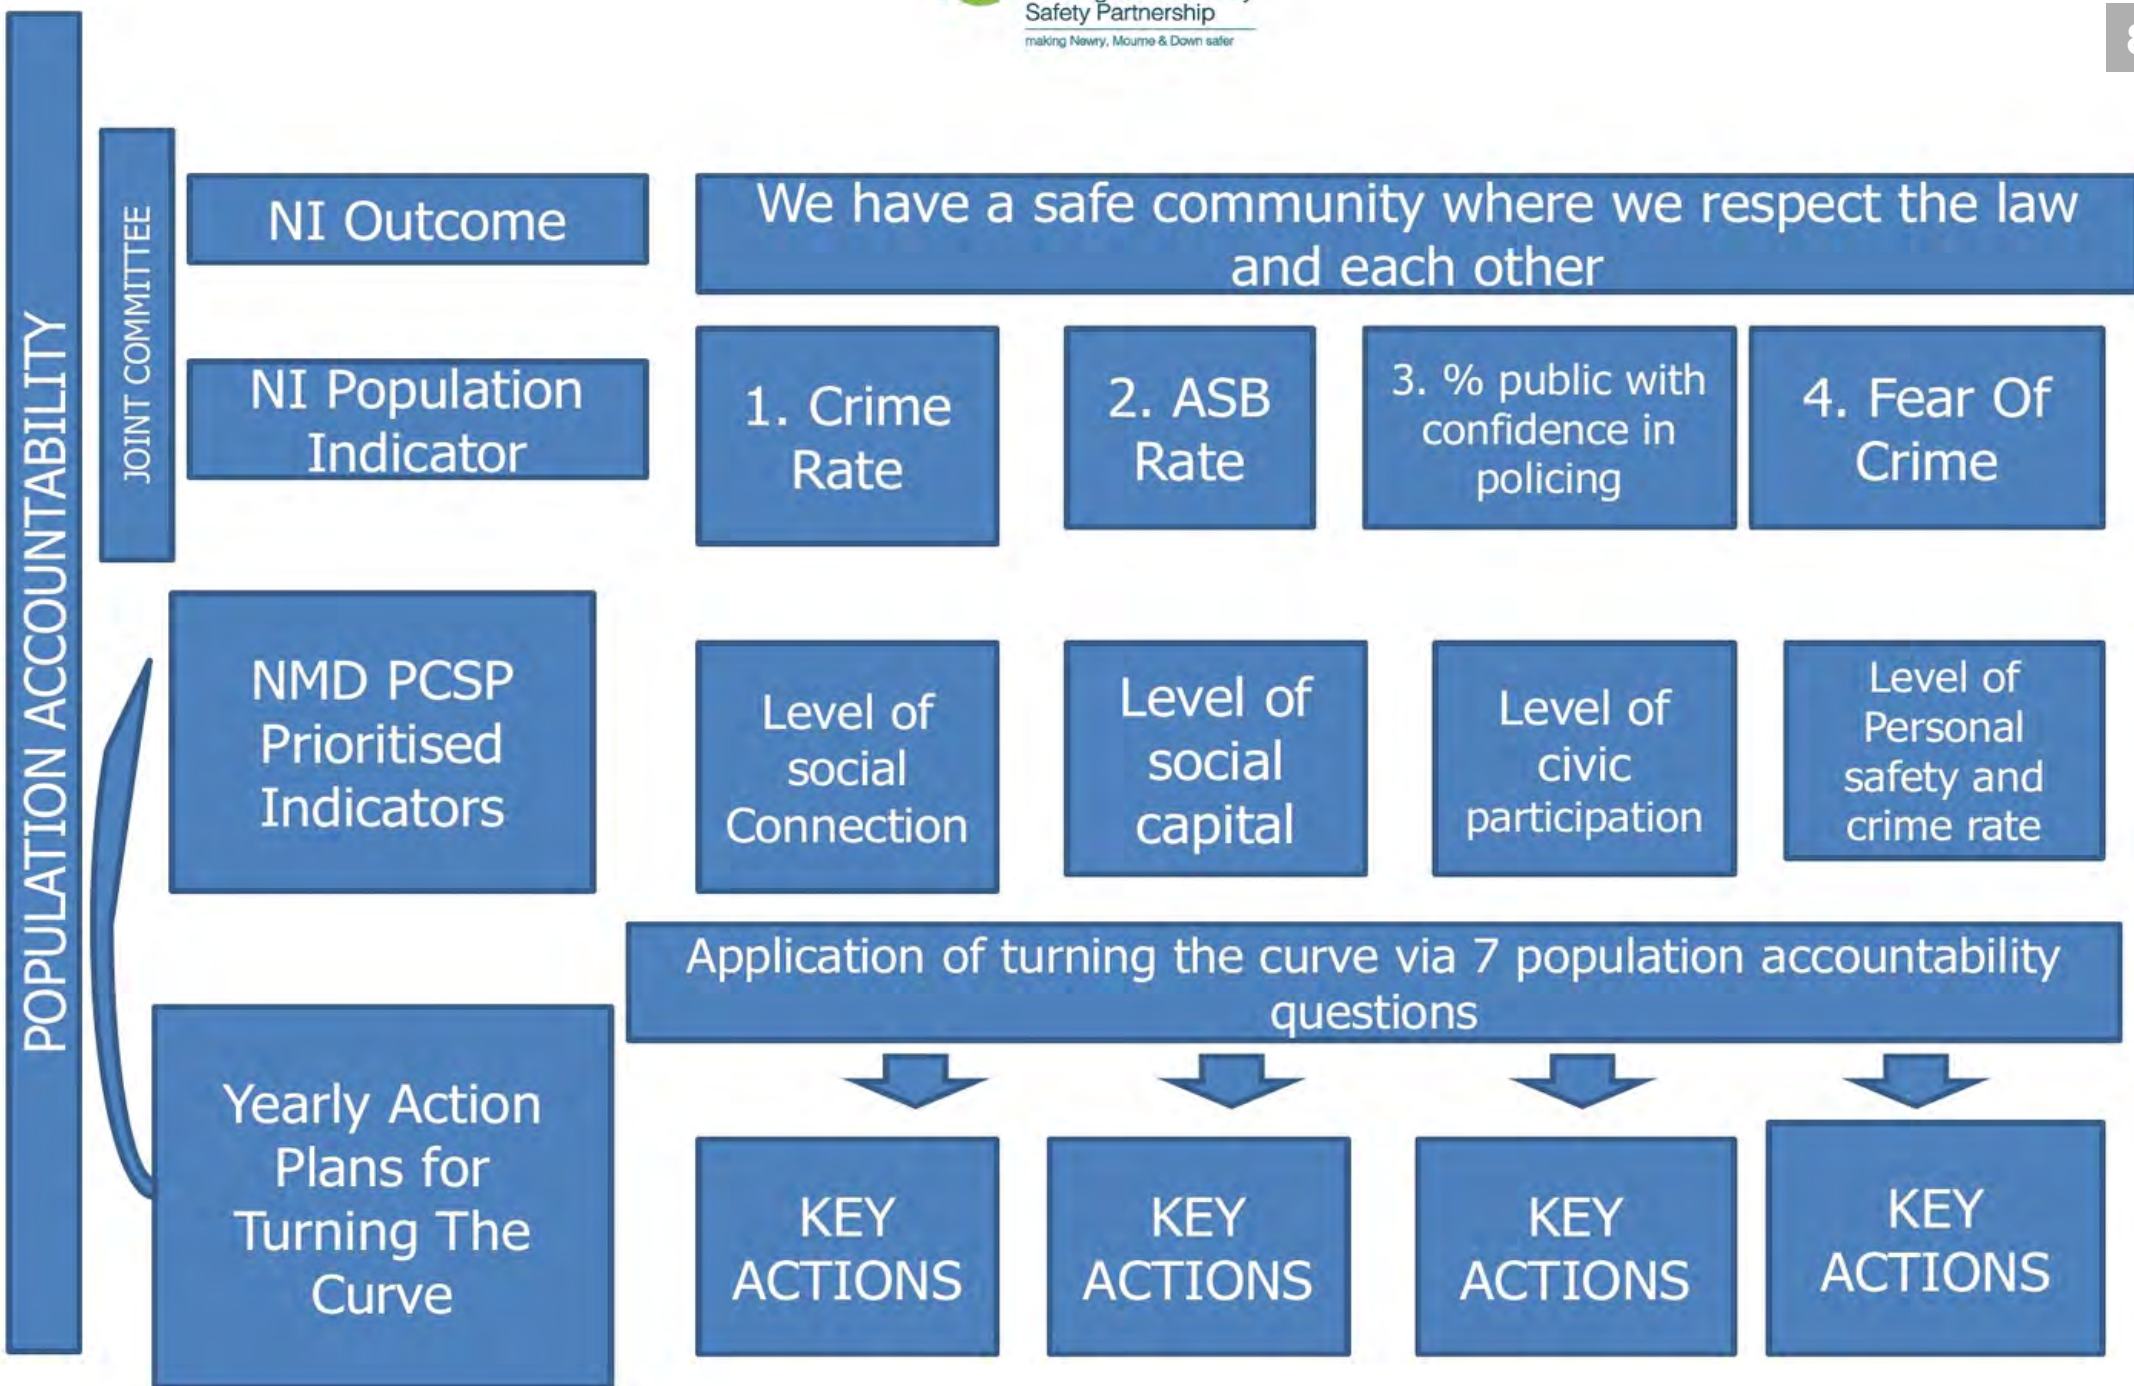 Safety Partnership
making Newry, Mourne & Down safer
POPULATION ACCOUNTABILITY
JOINT COMMITTEE
NI Outcome
We have a safe community where we respect the law
and each other
NI Population
Indicator
1. Crime
Rate
2. ASB
Rate
3. % public with
confidence in
policing
4. Fear Of
Crime
NMD PCSP
Prioritised
Indicators
Level of
social
Connection
Level of
social
capital
Level of
civic
participation
Level of
Personal
safety and
crime rate
Application of turning the curve via 7 population accountability
questions
Yearly Action
Plans for
Turning The
Curve
KEY
ACTIONS
KEY
ACTIONS
KEY
ACTIONS
KEY
ACTIONS